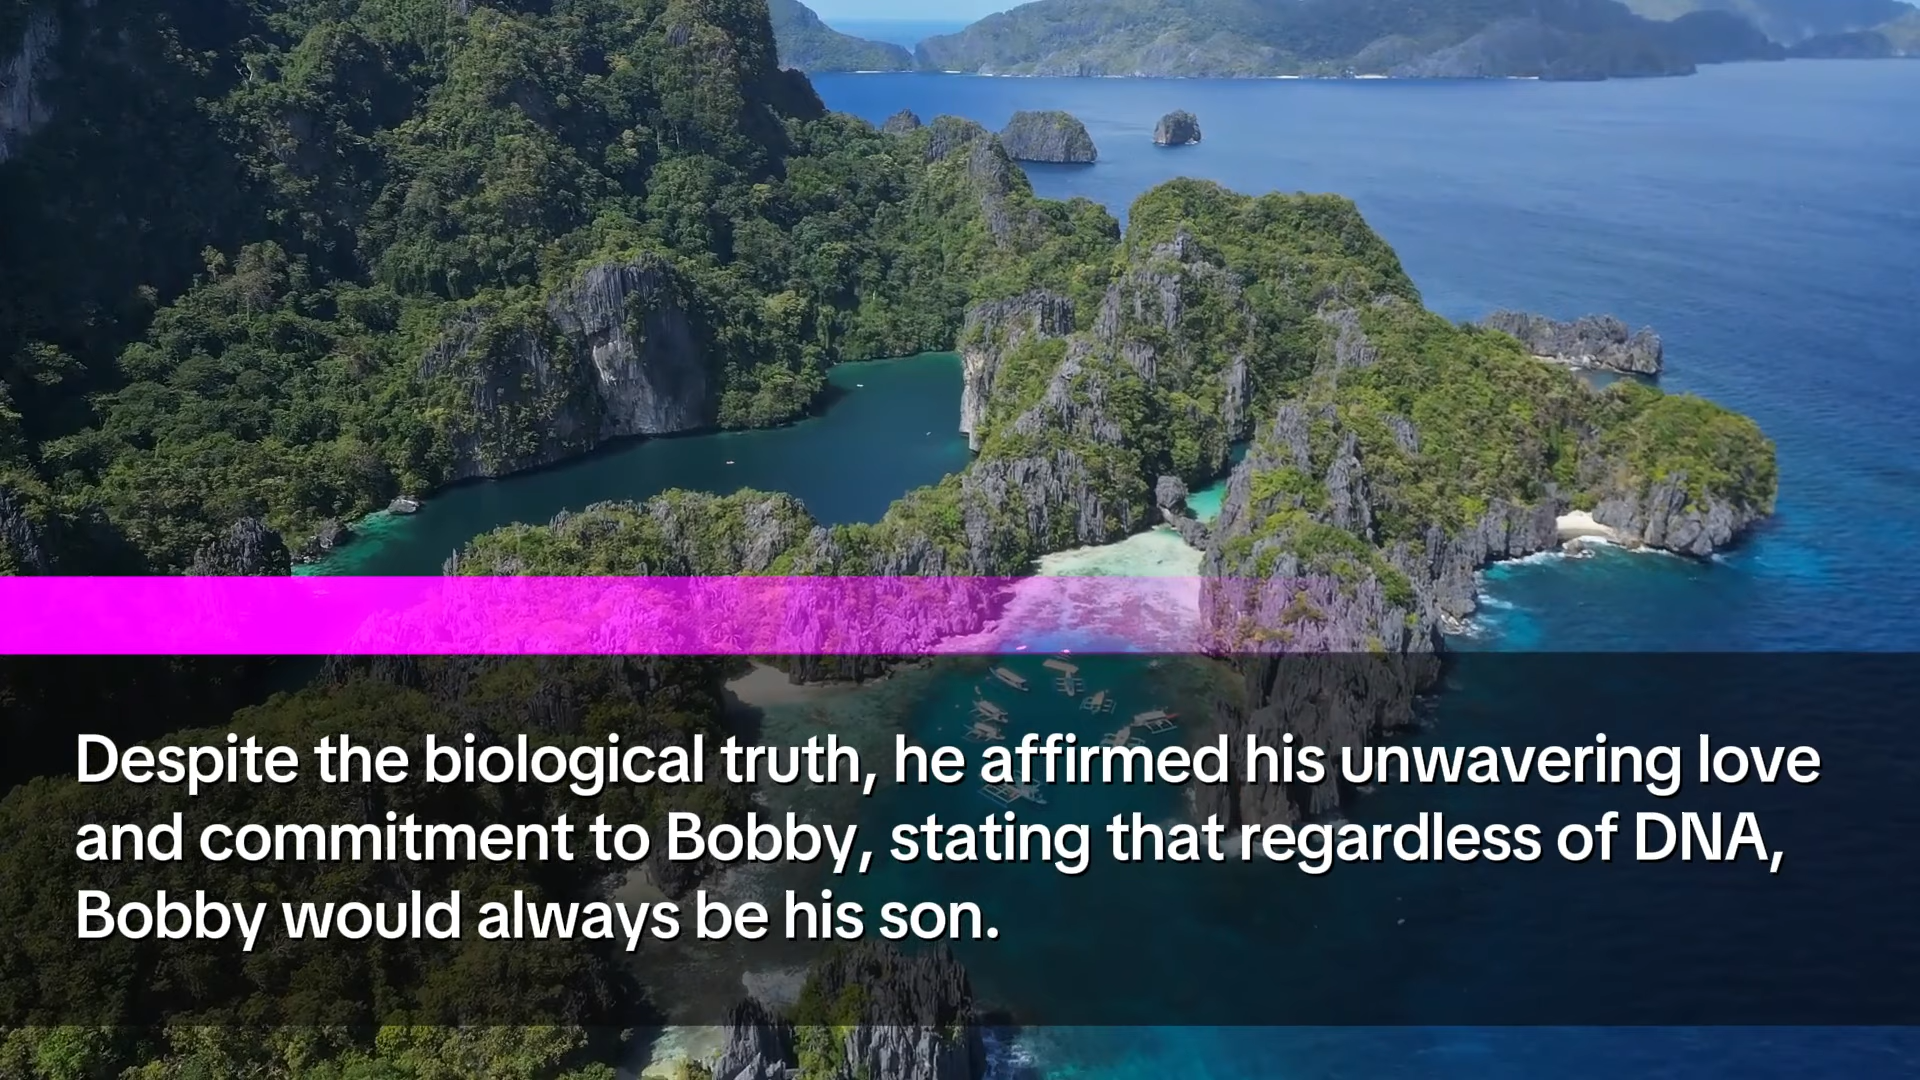 Despite the biological truth, he affirmed his unwavering love
and commitment to Bobby, stating that regardless of DNA,
Bobby would always be his son.